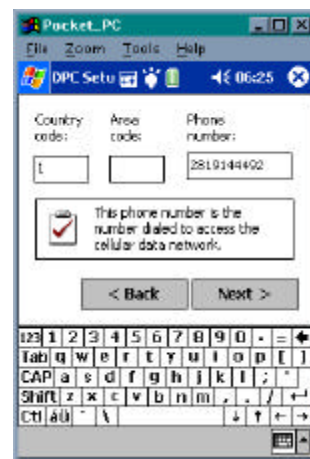 Pocket_PC
File Zoom Tools Help
DPC Setu 06:25
Country code:
Area code:
Phone number:
1
2819144492
This phone number is the
number dialed to access the
cellular data network.
< Back Next >
123 1 2 3 4 5 6 7 8 9 0 - =
Tab q w e r t y u i o p [ ]
CAP a s d f g h j k l ; '
Shift z x c v b n m , . /
Ctl áü ` \